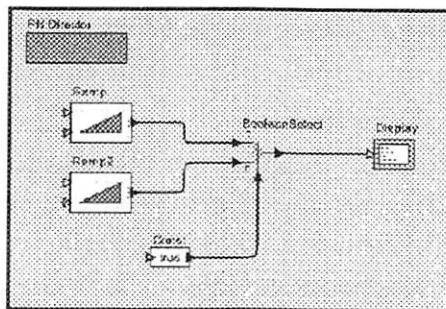 PN Director
Ramp
BooleanSelect
Display
Ramp2
Const
true